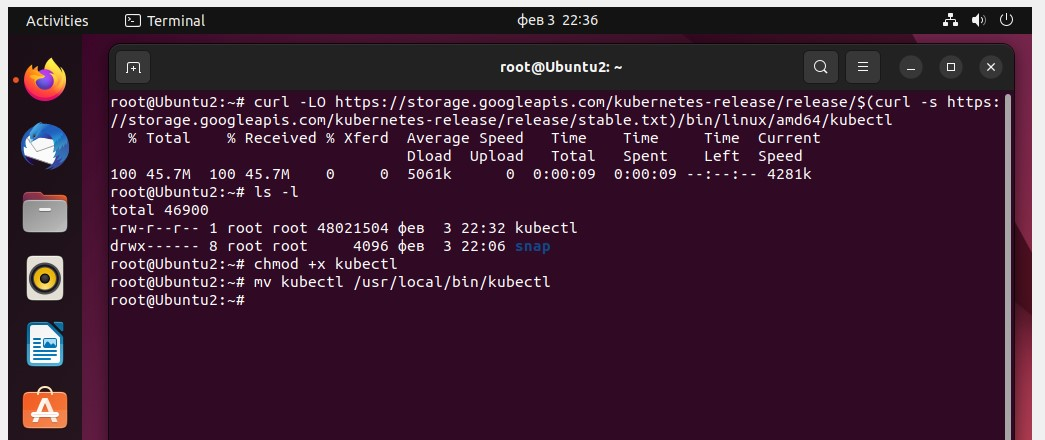 Activities Terminal фев 3 22:36
root@Ubuntu2: ~
root@Ubuntu2:~# curl -LO https://storage.googleapis.com/kubernetes-release/release/$(curl -s https:
//storage.googleapis.com/kubernetes-release/release/stable.txt)/bin/linux/amd64/kubectl
  % Total    % Received % Xferd  Average Speed   Time    Time     Time  Current
                                 Dload  Upload   Total   Spent    Left  Speed
100 45.7M  100 45.7M    0     0  5061k      0  0:00:09  0:00:09 --:--:-- 4281k
root@Ubuntu2:~# ls -l
total 46900
-rw-r--r-- 1 root root 48021504 фев  3 22:32 kubectl
drwx------ 8 root root     4096 фев  3 22:06 snap
root@Ubuntu2:~# chmod +x kubectl
root@Ubuntu2:~# mv kubectl /usr/local/bin/kubectl
root@Ubuntu2:~#